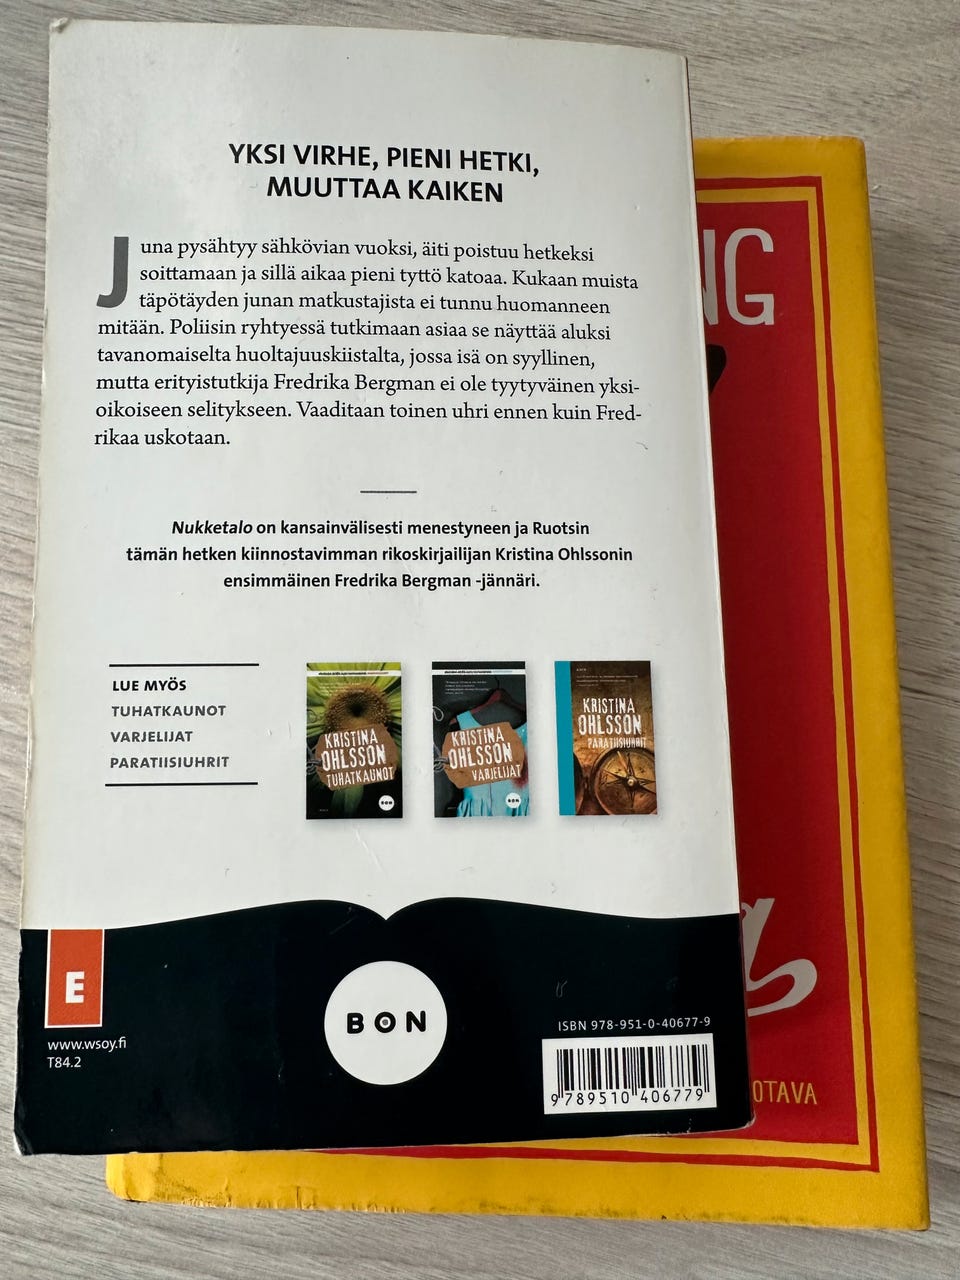 YKSI VIRHE, PIENI HETKI,
MUUTTAA KAIKEN
Juna pysähtyy sähkövian vuoksi, äiti poistuu hetkeksi
soittamaan ja sillä aikaa pieni tyttö katoaa. Kukaan muista
täpötäyden junan matkustajista ei tunnu huomanneen
mitään. Poliisin ryhtyessä tutkimaan asiaa se näyttää aluksi
tavanomaiselta huoltajuuskiistalta, jossa isä on syyllinen,
mutta erityistutkija Fredrika Bergman ei ole tyytyväinen yksi-
oikoiseen selitykseen. Vaaditaan toinen uhri ennen kuin Fred-
rikaa uskotaan.
Nukketalo on kansainvälisesti menestyneen ja Ruotsin
tämän hetken kiinnostavimman rikoskirjailijan Kristina Ohlssonin
ensimmäinen Fredrika Bergman -jännäri.
LUE MYÖS
TUHATKAUNOT
VARJELIJAT
PARATIISIUHRIT
KRISTINA
OHLSSON
TUHATKAUNOT
BON
KRISTINA
OHLSSON
VARJELIJAT
BON
KRISTINA
OHLSSON
PARATIISIUHRIT
E
www.wsoy.fi
T84.2
BON
ISBN 978-951-0-40677-9
9 789510 406779
NG
g
OTAVA